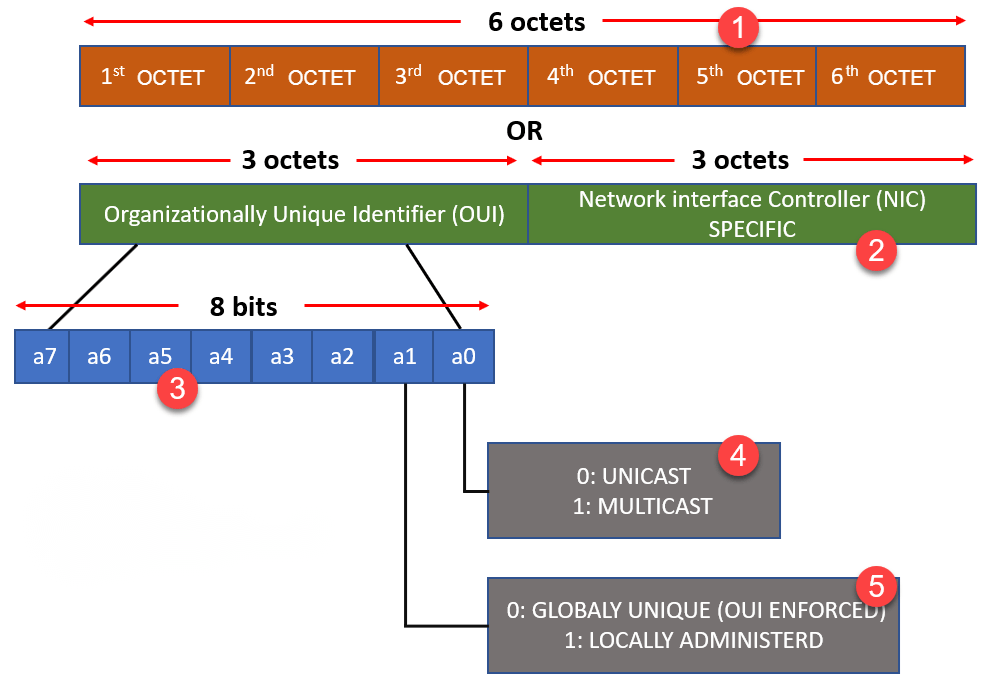 6 octets
1
1st OCTET 2nd OCTET 3rd OCTET 4th OCTET 5th OCTET 6th OCTET
OR
3 octets 3 octets
Organizationally Unique Identifier (OUI)
Network interface Controller (NIC)
SPECIFIC
2
8 bits
a7 a6 a5 a4 a3 a2 a1 a0
3
4
0: UNICAST
1: MULTICAST
5
0: GLOBALY UNIQUE (OUI ENFORCED)
1: LOCALLY ADMINISTERD